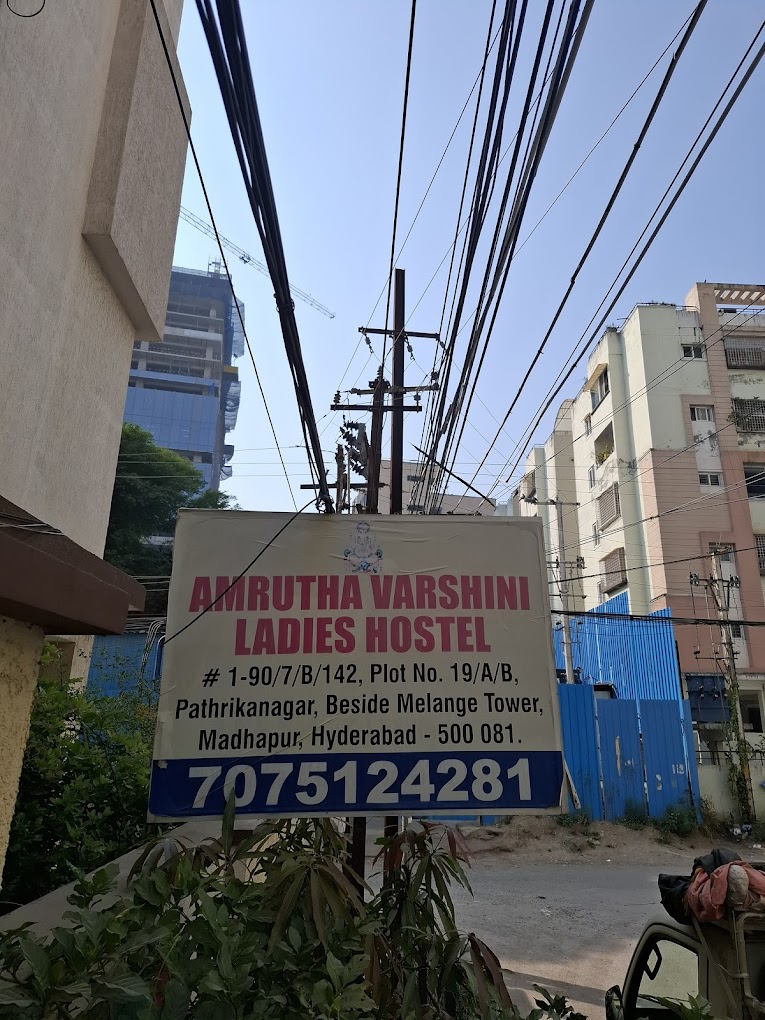 AMRUTHA VARSHINI
LADIES HOSTEL
# 1-90/7/B/142, Plot No. 19/A/B,
Pathrikanagar, Beside Melange Tower,
Madhapur, Hyderabad - 500 081.
7075124281